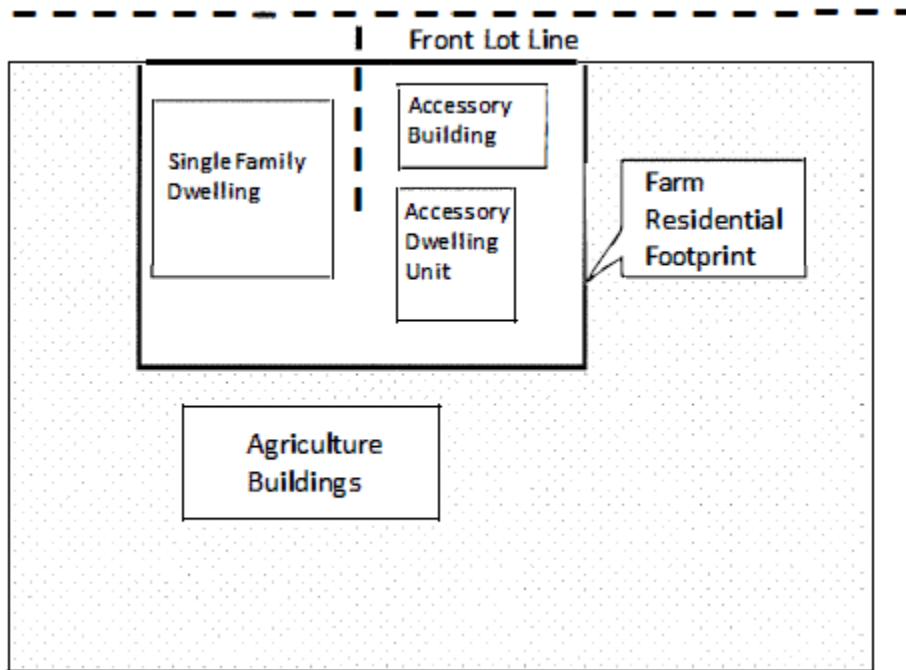 Front Lot Line
Single Family
Dwelling
Accessory
Building
Accessory
Dwelling
Unit
Farm
Residential
Footprint
Agriculture
Buildings